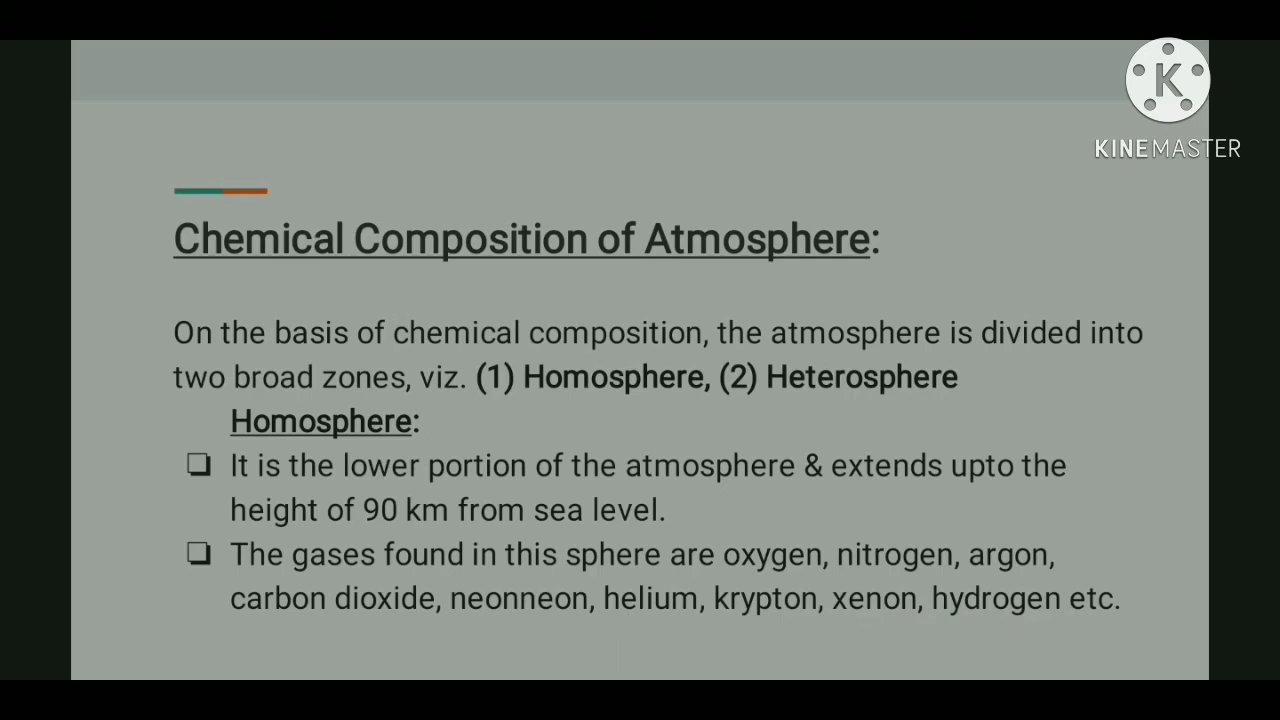 K
KINEMASTER
Chemical Composition of Atmosphere:
On the basis of chemical composition, the atmosphere is divided into
two broad zones, viz. (1) Homosphere, (2) Heterosphere
Homosphere:
❏ It is the lower portion of the atmosphere & extends upto the
height of 90 km from sea level.
❏ The gases found in this sphere are oxygen, nitrogen, argon,
carbon dioxide, neonneon, helium, krypton, xenon, hydrogen etc.